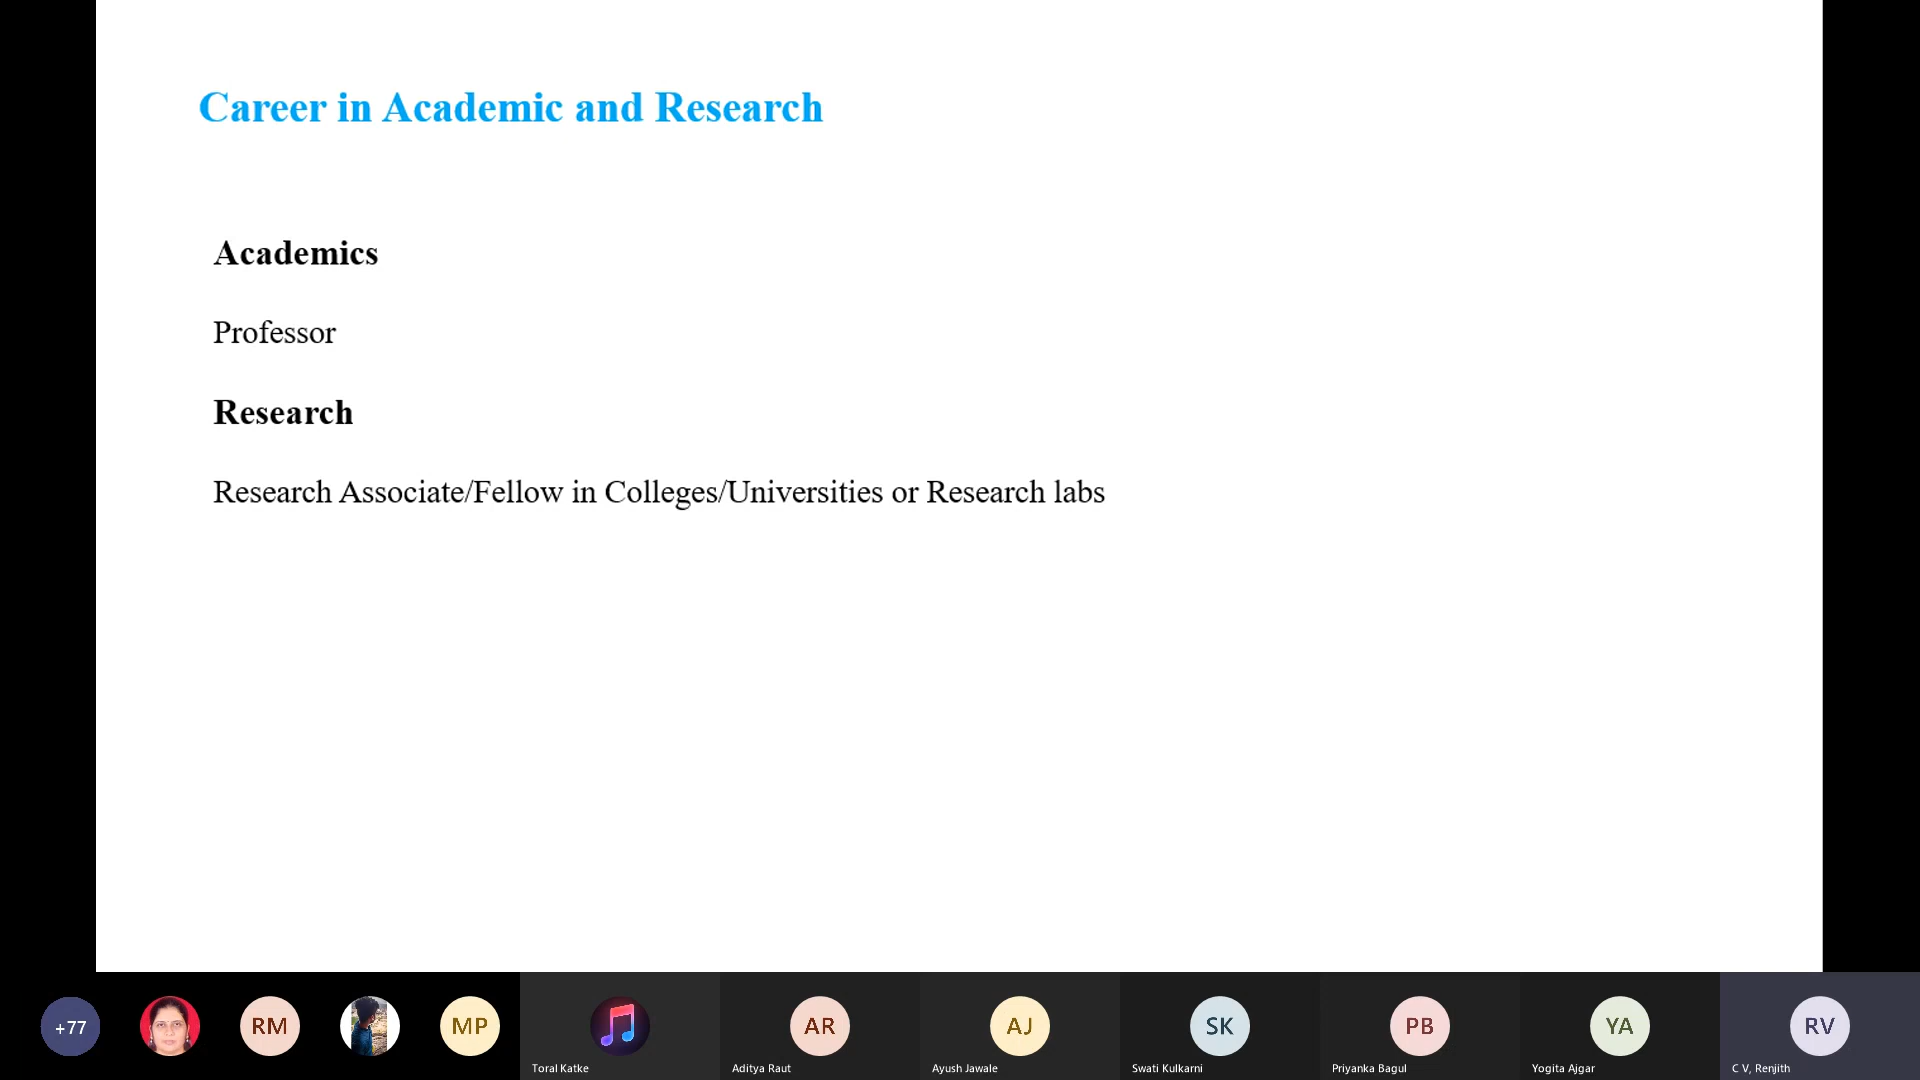 Career in Academic and Research
Academics
Professor
Research
Research Associate/Fellow in Colleges/Universities or Research labs
+77
RM
MP
AR
AJ
SK
PB
YA
RV
Toral Katke
Aditya Raut
Ayush Jawale
Swati Kulkarni
Priyanka Bagul
Yogita Ajgar
C V, Renjith